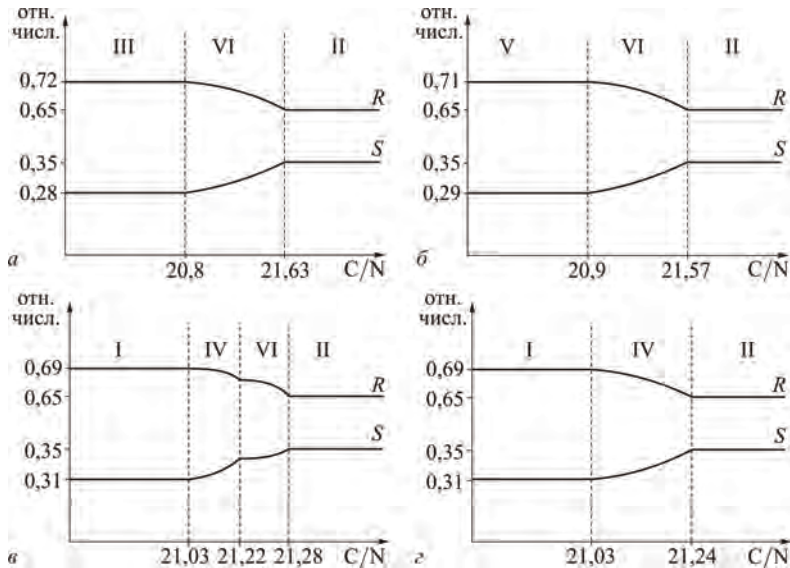 отн.
числ.
III VI II
0,72
0,65
R
0,35
S
0,28
а
20,8 21,63 C/N
V VI II
0,71
0,65
R
0,35
S
0,29
б
20,9 21,57 C/N
отн.
числ.
I IV VI II
0,69
0,65
R
0,35
S
0,31
в
21,03 21,22 21,28 C/N
отн.
числ.
I IV II
0,69
0,65
R
0,35
S
0,31
г
21,03 21,24 C/N